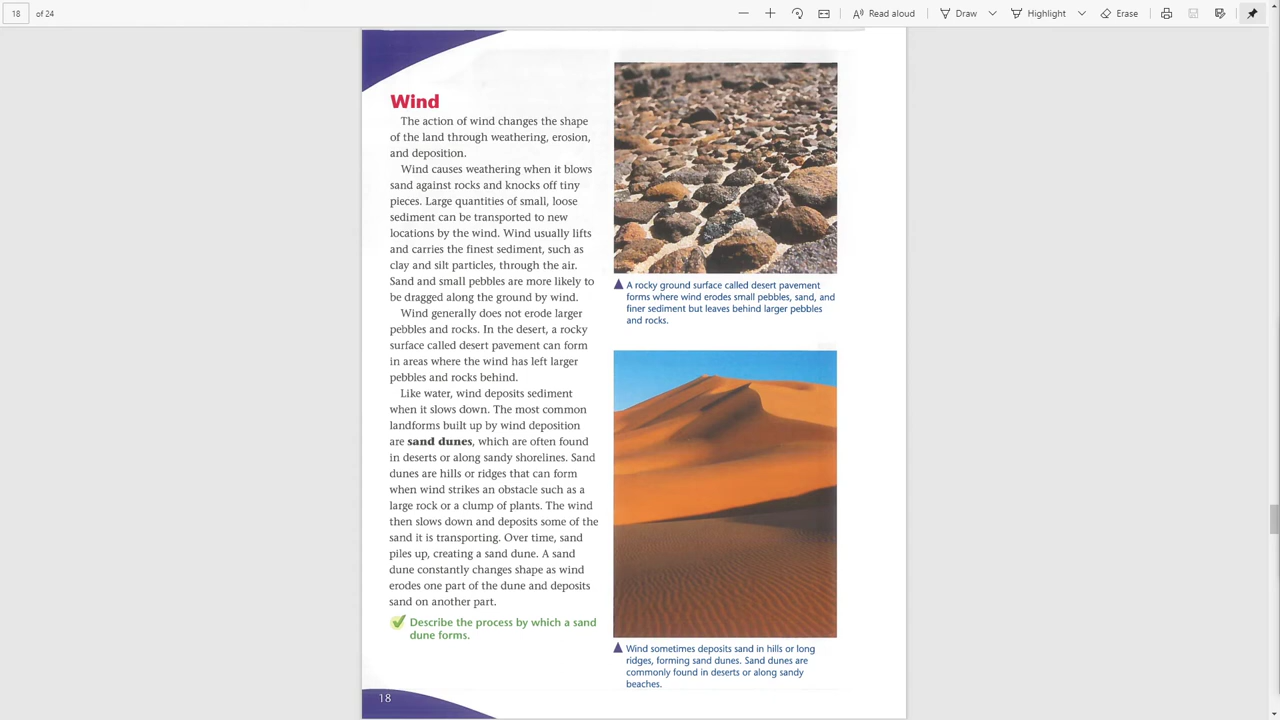 18 of 24
Read aloud
Draw
Highlight
Erase
Wind
The action of wind changes the shape
of the land through weathering, erosion,
and deposition.
Wind causes weathering when it blows
sand against rocks and knocks off tiny
pieces. Large quantities of small, loose
sediment can be transported to new
locations by the wind. Wind usually lifts
and carries the finest sediment, such as
clay and silt particles, through the air.
Sand and small pebbles are more likely to
be dragged along the ground by wind.
Wind generally does not erode larger
pebbles and rocks. In the desert, a rocky
surface called desert pavement can form
in areas where the wind has left larger
pebbles and rocks behind.
Like water, wind deposits sediment
when it slows down. The most common
landforms built up by wind deposition
are sand dunes, which are often found
in deserts or along sandy shorelines. Sand
dunes are hills or ridges that can form
when wind strikes an obstacle such as a
large rock or a clump of plants. The wind
then slows down and deposits some of the
sand it is transporting. Over time, sand
piles up, creating a sand dune. A sand
dune constantly changes shape as wind
erodes one part of the dune and deposits
sand on another part.
Describe the process by which a sand
dune forms.
A rocky ground surface called desert pavement
forms where wind erodes small pebbles, sand, and
finer sediment but leaves behind larger pebbles
and rocks.
Wind sometimes deposits sand in hills or long
ridges, forming sand dunes. Sand dunes are
commonly found in deserts or along sandy
beaches.
18